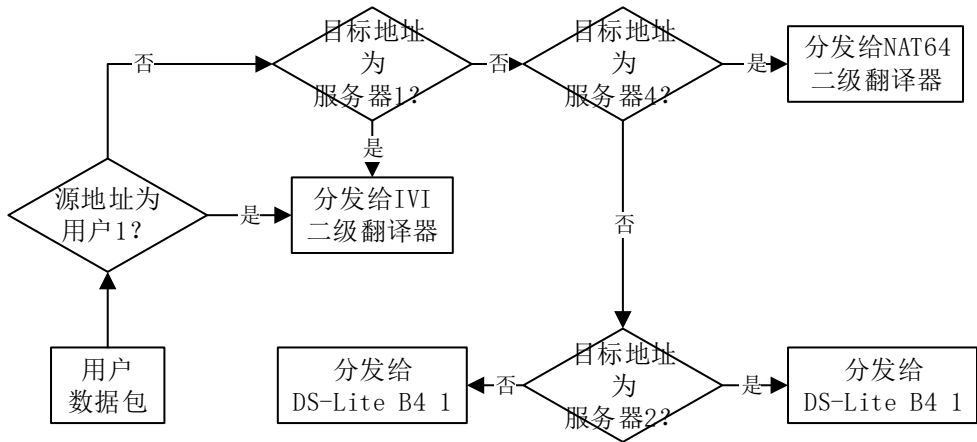 目标地址
为
服务器1?
目标地址
为
服务器4?
分发给NAT64
二级翻译器
否
否
是
是
源地址为
用户1?
是
分发给IVI
二级翻译器
否
用户
数据包
分发给
DS-Lite B4 1
否
目标地址
为
服务器2?
是
分发给
DS-Lite B4 1